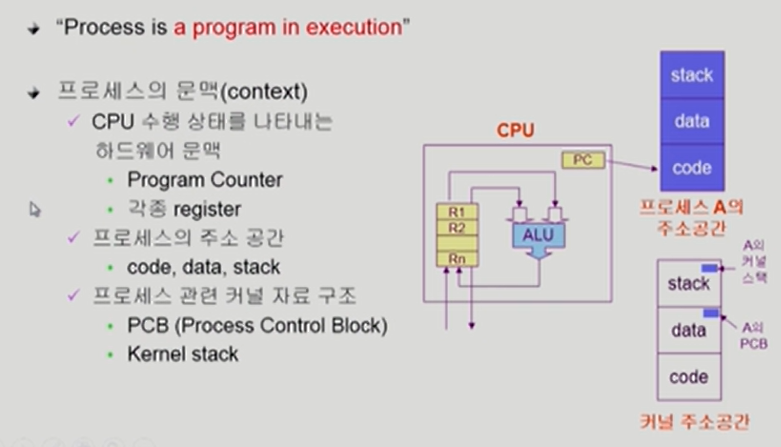 “Process is a program in execution”
프로세스의 문맥(context)
CPU 수행 상태를 나타내는
하드웨어 문맥
Program Counter
각종 register
프로세스의 주소 공간
code, data, stack
프로세스 관련 커널 자료 구조
PCB (Process Control Block)
Kernel stack
CPU
PC
R1
R2
Rn
ALU
stack
data
code
프로세스 A의
주소공간
A의
커널
스택
stack
data
A의
PCB
code
커널 주소공간